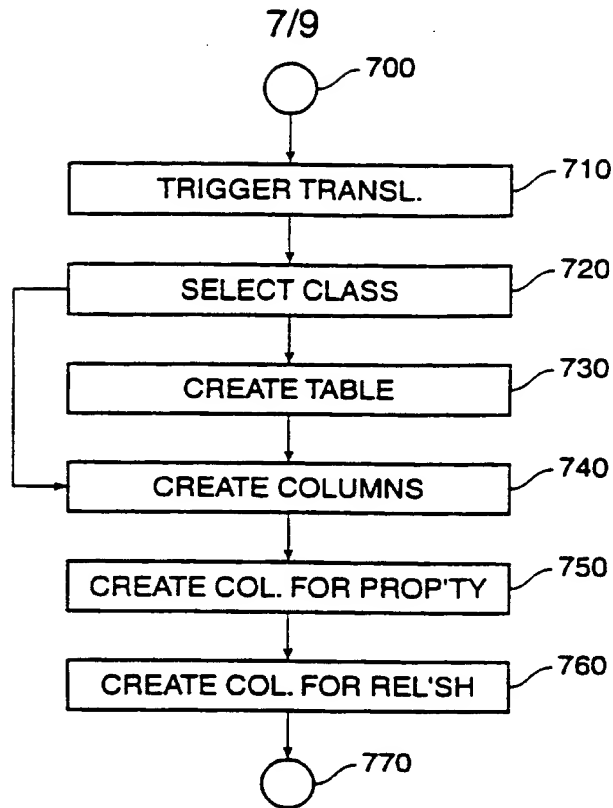 7/9
700
TRIGGER TRANSL.
710
SELECT CLASS
720
CREATE TABLE
730
CREATE COLUMNS
740
CREATE COL. FOR PROP'TY
750
CREATE COL. FOR REL'SH
760
770